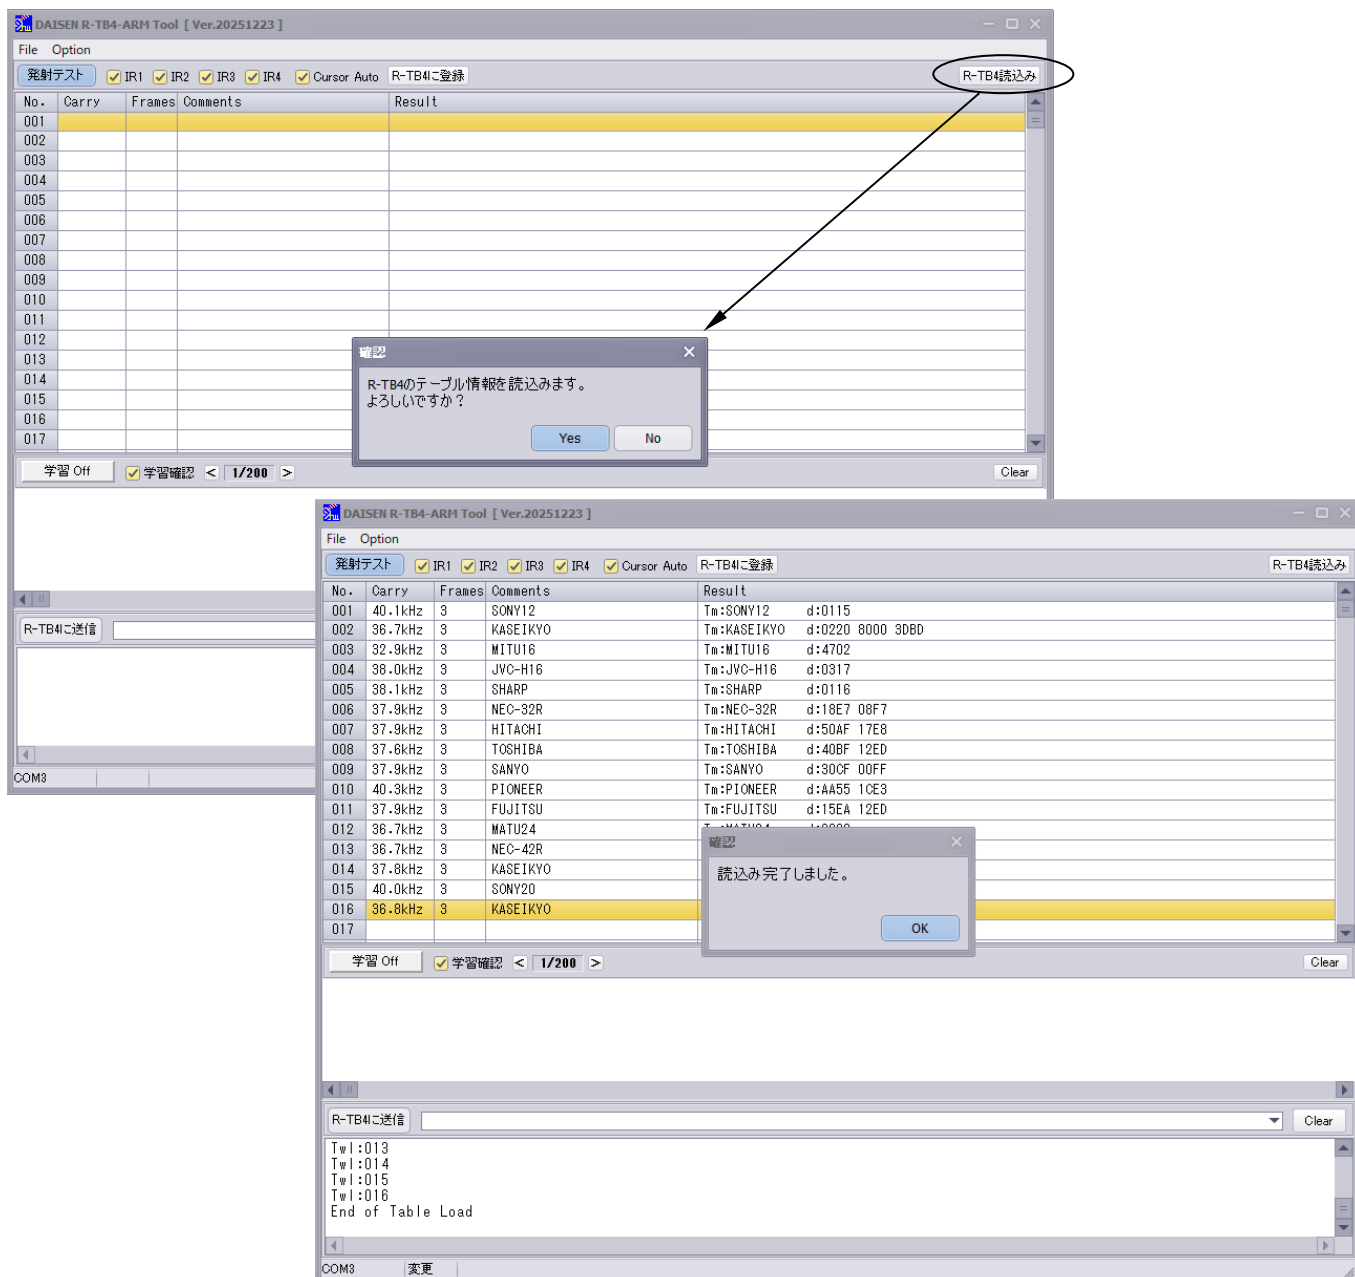 DAISEN R-TB4-ARM Tool [ Ver.20251223 ]
File Option
発射テスト IR1 IR2 IR3 IR4 Cursor Auto R-TB4に登録 R-TB4読込み
No. Carry Frames Comments Result
001
002
003
004
005
006
007
008
009
010
011
012
013
014
015
016
017
確認
R-TB4のテーブル情報を読込みます。
よろしいですか？
Yes No
学習 Off 学習確認 < 1/200 > Clear
R-TB4に送信
COM3
DAISEN R-TB4-ARM Tool [ Ver.20251223 ]
File Option
発射テスト IR1 IR2 IR3 IR4 Cursor Auto R-TB4に登録 R-TB4読込み
No. Carry Frames Comments Result
001 40.1kHz 3 SONY12 Tm:SONY12 d:0115
002 36.7kHz 3 KASEIKYO Tm:KASEIKYO d:0220 8000 3DBD
003 32.9kHz 3 MITU16 Tm:MITU16 d:4702
004 38.0kHz 3 JVC-H16 Tm:JVC-H16 d:0317
005 38.1kHz 3 SHARP Tm:SHARP d:0116
006 37.9kHz 3 NEC-32R Tm:NEC-32R d:18E7 08F7
007 37.9kHz 3 HITACHI Tm:HITACHI d:50AF 17E8
008 37.6kHz 3 TOSHIBA Tm:TOSHIBA d:40BF 12ED
009 37.9kHz 3 SANYO Tm:SANYO d:30CF 00FF
010 40.3kHz 3 PIONEER Tm:PIONEER d:AA55 1CE3
011 37.9kHz 3 FUJITSU Tm:FUJITSU d:15EA 12ED
012 36.7kHz 3 MATU24
013 36.7kHz 3 NEC-42R
014 37.8kHz 3 KASEIKYO
015 40.0kHz 3 SONY20
016 36.8kHz 3 KASEIKYO
017
確認
読込み完了しました。
OK
学習 Off 学習確認 < 1/200 > Clear
R-TB4に送信 Clear
Twl:013
Twl:014
Twl:015
Twl:016
End of Table Load
COM3 変更